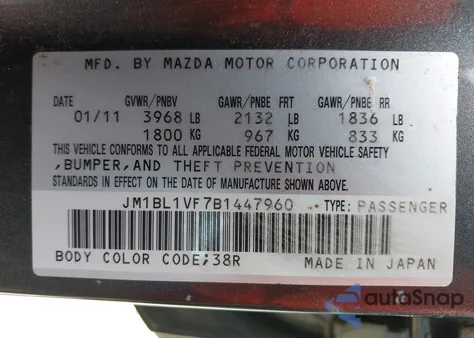 MFD. BY MAZDA MOTOR CORPORATION
DATE GVWR/PNBV GAWR/PNBE FRT GAWR/PNBE RR
01/11 3968 LB 2132 LB 1836 LB
1800 KG 967 KG 833 KG
THIS VEHICLE CONFORMS TO ALL APPLICABLE FEDERAL MOTOR VEHICLE SAFETY
,BUMPER,AND THEFT PREVENTION
STANDARDS IN EFFECT ON THE DATE OF MANUFACTURE SHOWN ABOVE.
JM1BL1VF7B1447960 TYPE: PASSENGER
BODY COLOR CODE;38R MADE IN JAPAN
autoSnap